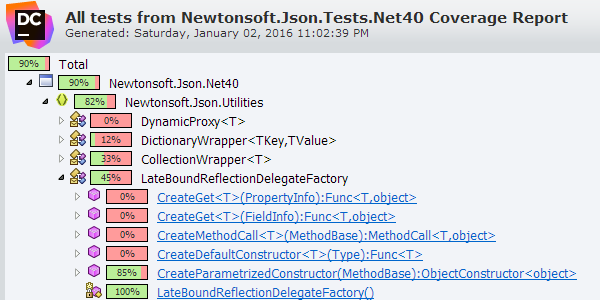 DC
All tests from Newtonsoft.Json.Tests.Net40 Coverage Report
Generated: Saturday, January 02, 2016 11:02:39 PM
90% Total
90% Newtonsoft.Json.Net40
82% Newtonsoft.Json.Utilities
0% DynamicProxy<T>
12% DictionaryWrapper<TKey,TValue>
33% CollectionWrapper<T>
45% LateBoundReflectionDelegateFactory
0% CreateGet<T>(PropertyInfo):Func<T,object>
0% CreateGet<T>(FieldInfo):Func<T,object>
0% CreateMethodCall<T>(MethodBase):MethodCall<T,object>
0% CreateDefaultConstructor<T>(Type):Func<T>
85% CreateParametrizedConstructor(MethodBase):ObjectConstructor<object>
100% LateBoundReflectionDelegateFactory()